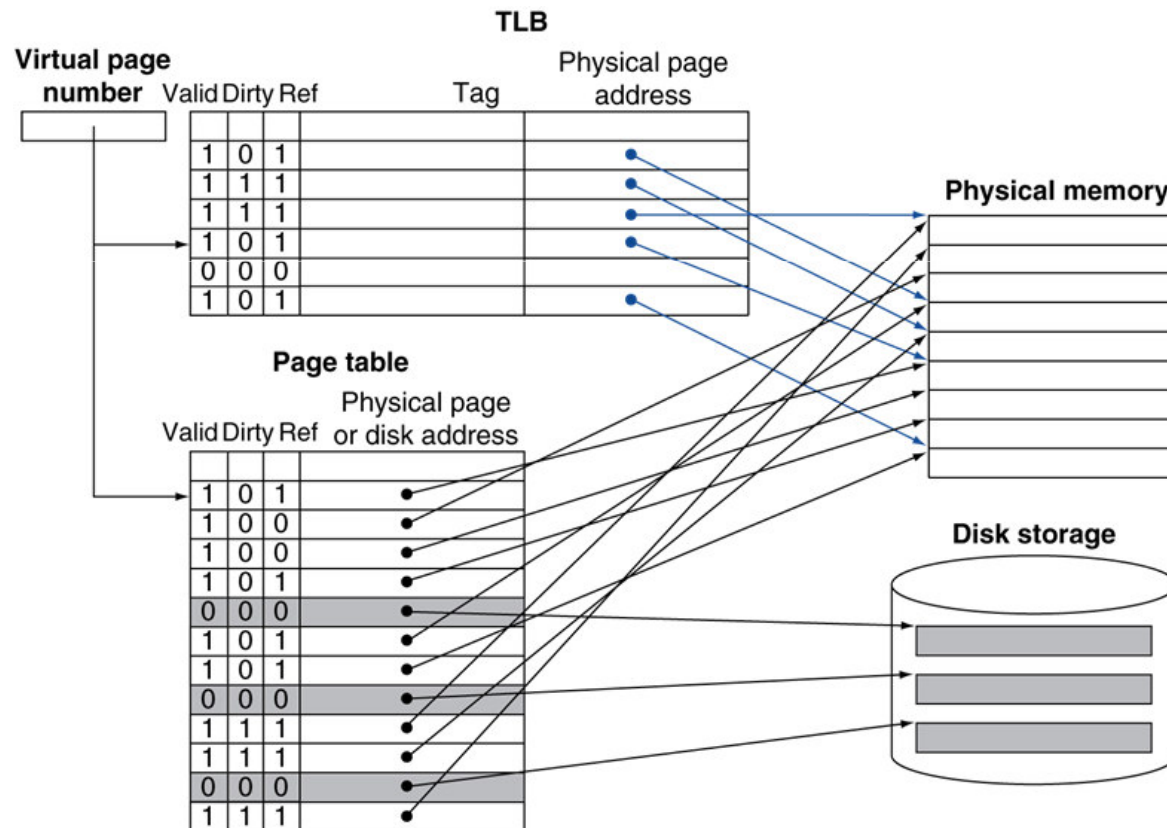 TLB
Virtual page
number
Valid Dirty Ref
Tag
Physical page
address
1 0 1
1 1 1
1 1 1
1 0 1
0 0 0
1 0 1
Physical memory
Page table
Valid Dirty Ref
Physical page
or disk address
1 0 1
1 0 0
1 0 0
1 0 1
0 0 0
1 0 1
1 0 1
0 0 0
1 1 1
1 1 1
0 0 0
1 1 1
Disk storage